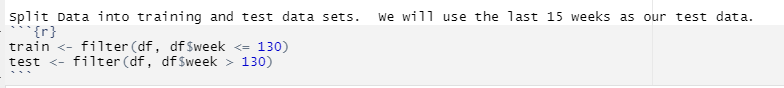 Split Data into training and test data sets.  We will use the last 15 weeks as our test data.
```{r}
train <- filter(df, df$week <= 130)
test <- filter(df, df$week > 130)
```